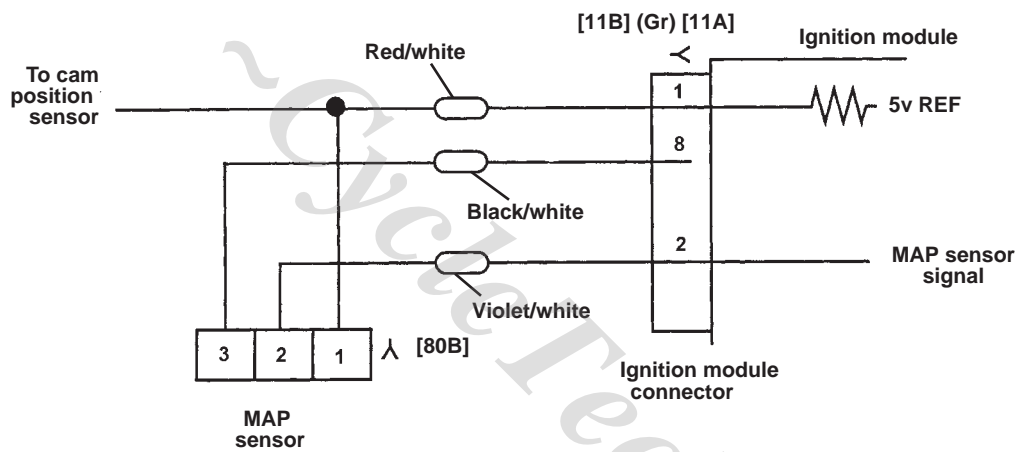 [11B] (Gr) [11A]
Ignition module
Red/white
To cam
position
sensor
1
5v REF
8
Black/white
2
MAP sensor
signal
Violet/white
3 2 1
[80B]
Ignition module
connector
MAP
sensor
~CycleTec